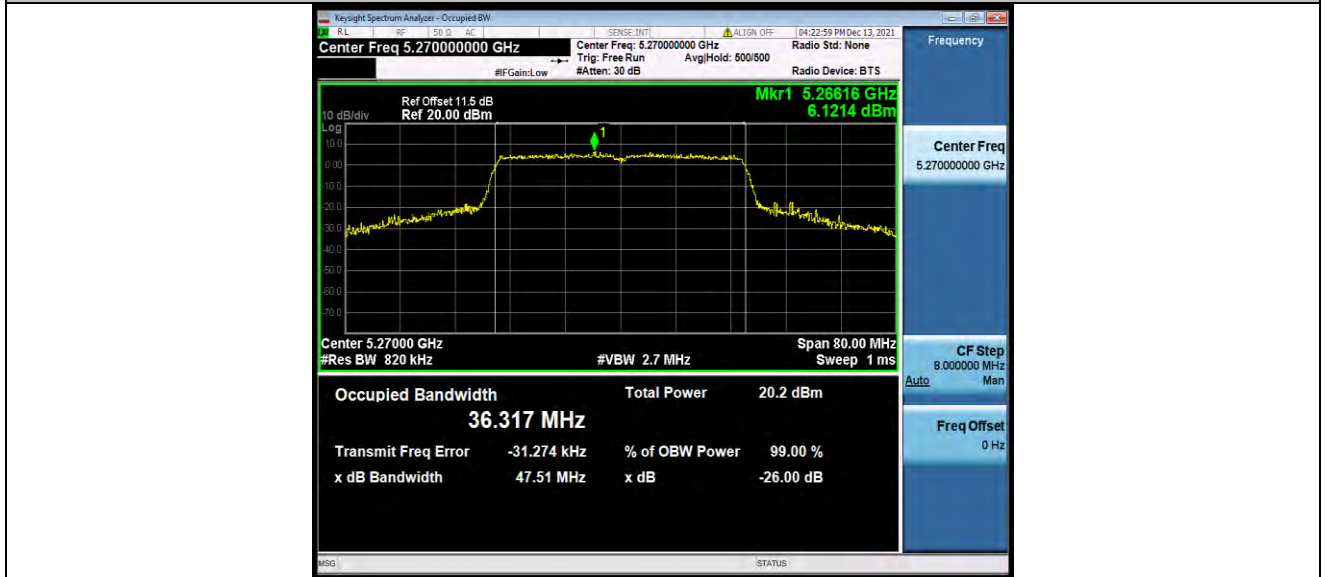 Keysight Spectrum Analyzer - Occupied BW
RL RF 50 Ω AC SENSE:INT ALIGN OFF 04:22:59 PM Dec 13, 2021
Center Freq 5.270000000 GHz
Center Freq: 5.270000000 GHz
Radio Std: None
Trig: Free Run Avg|Hold: 500/500
#IFGain:Low
#Atten: 30 dB
Radio Device: BTS
Frequency
Mkr1 5.26616 GHz
6.1214 dBm
Ref Offset 11.5 dB
10 dB/div Ref 20.00 dBm
Log
10.0
0.00
-10.0
-20.0
-30.0
-40.0
-50.0
-60.0
-70.0
1
Center 5.27000 GHz
Span 80.00 MHz
#Res BW 820 kHz
#VBW 2.7 MHz
Sweep 1 ms
Occupied Bandwidth
36.317 MHz
Total Power 20.2 dBm
Transmit Freq Error -31.274 kHz
% of OBW Power 99.00 %
x dB Bandwidth 47.51 MHz
x dB -26.00 dB
Center Freq
5.270000000 GHz
CF Step
8.000000 MHz
Auto Man
Freq Offset
0 Hz
MSG
STATUS